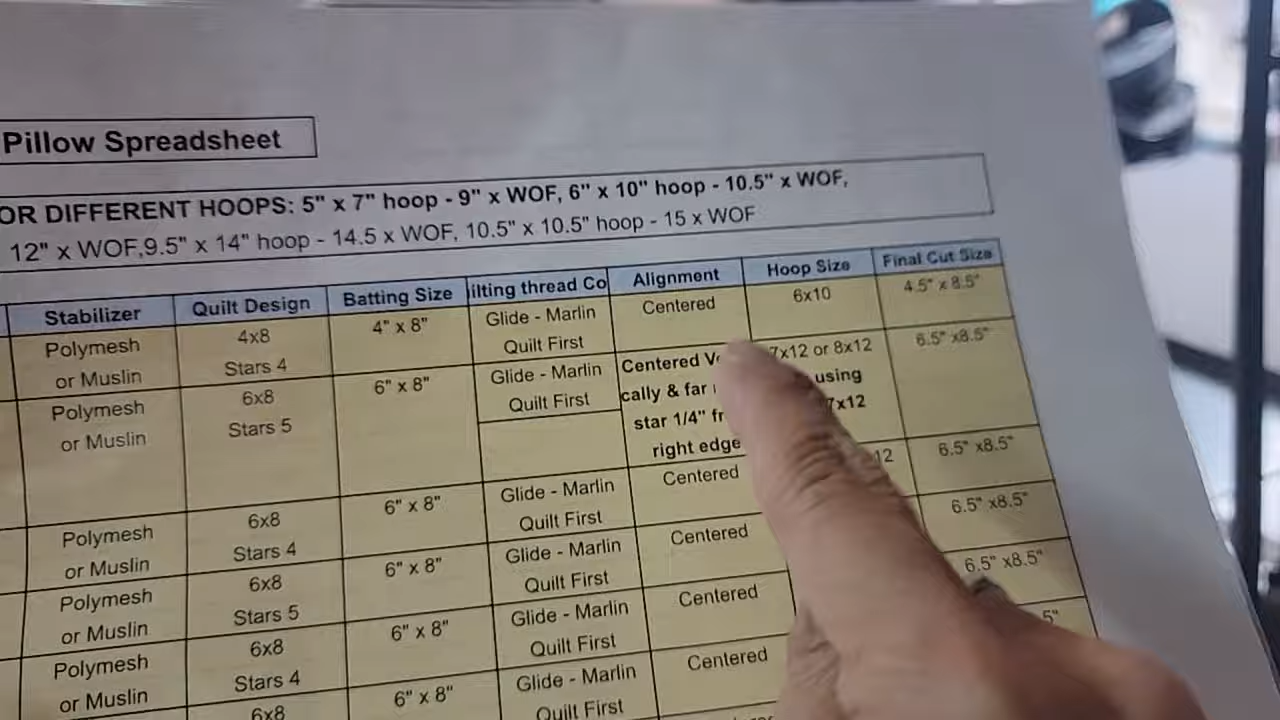 Pillow Spreadsheet
OR DIFFERENT HOOPS: 5" x 7" hoop - 9" x WOF, 6" x 10" hoop - 10.5" x WOF,
12" x WOF,9.5" x 14" hoop - 14.5 x WOF, 10.5" x 10.5" hoop - 15 x WOF
Stabilizer Quilt Design Batting Size ilting thread Co Alignment Hoop Size Final Cut Size
Polymesh 4x8 4" x 8" Glide - Marlin Centered 6x10 4.5" x 8.5"
or Muslin Stars 4 Quilt First
Polymesh 6x8 6" x 8" Glide - Marlin Centered 7x12 or 8x12 6.5" x8.5"
or Muslin Stars 5 Quilt First cally & far using
star 1/4" 7x12
right edge
Polymesh 6x8 6" x 8" Glide - Marlin Centered 12 6.5" x8.5"
or Muslin Stars 4 Quilt First
Polymesh 6x8 6" x 8" Glide - Marlin Centered 6.5" x8.5"
or Muslin Stars 5 Quilt First
Polymesh 6x8 6" x 8" Glide - Marlin Centered 6.5" x8.5"
or Muslin Stars 4 Quilt First
6x8 6" x 8" Glide - Marlin Centered 5"
Quilt First